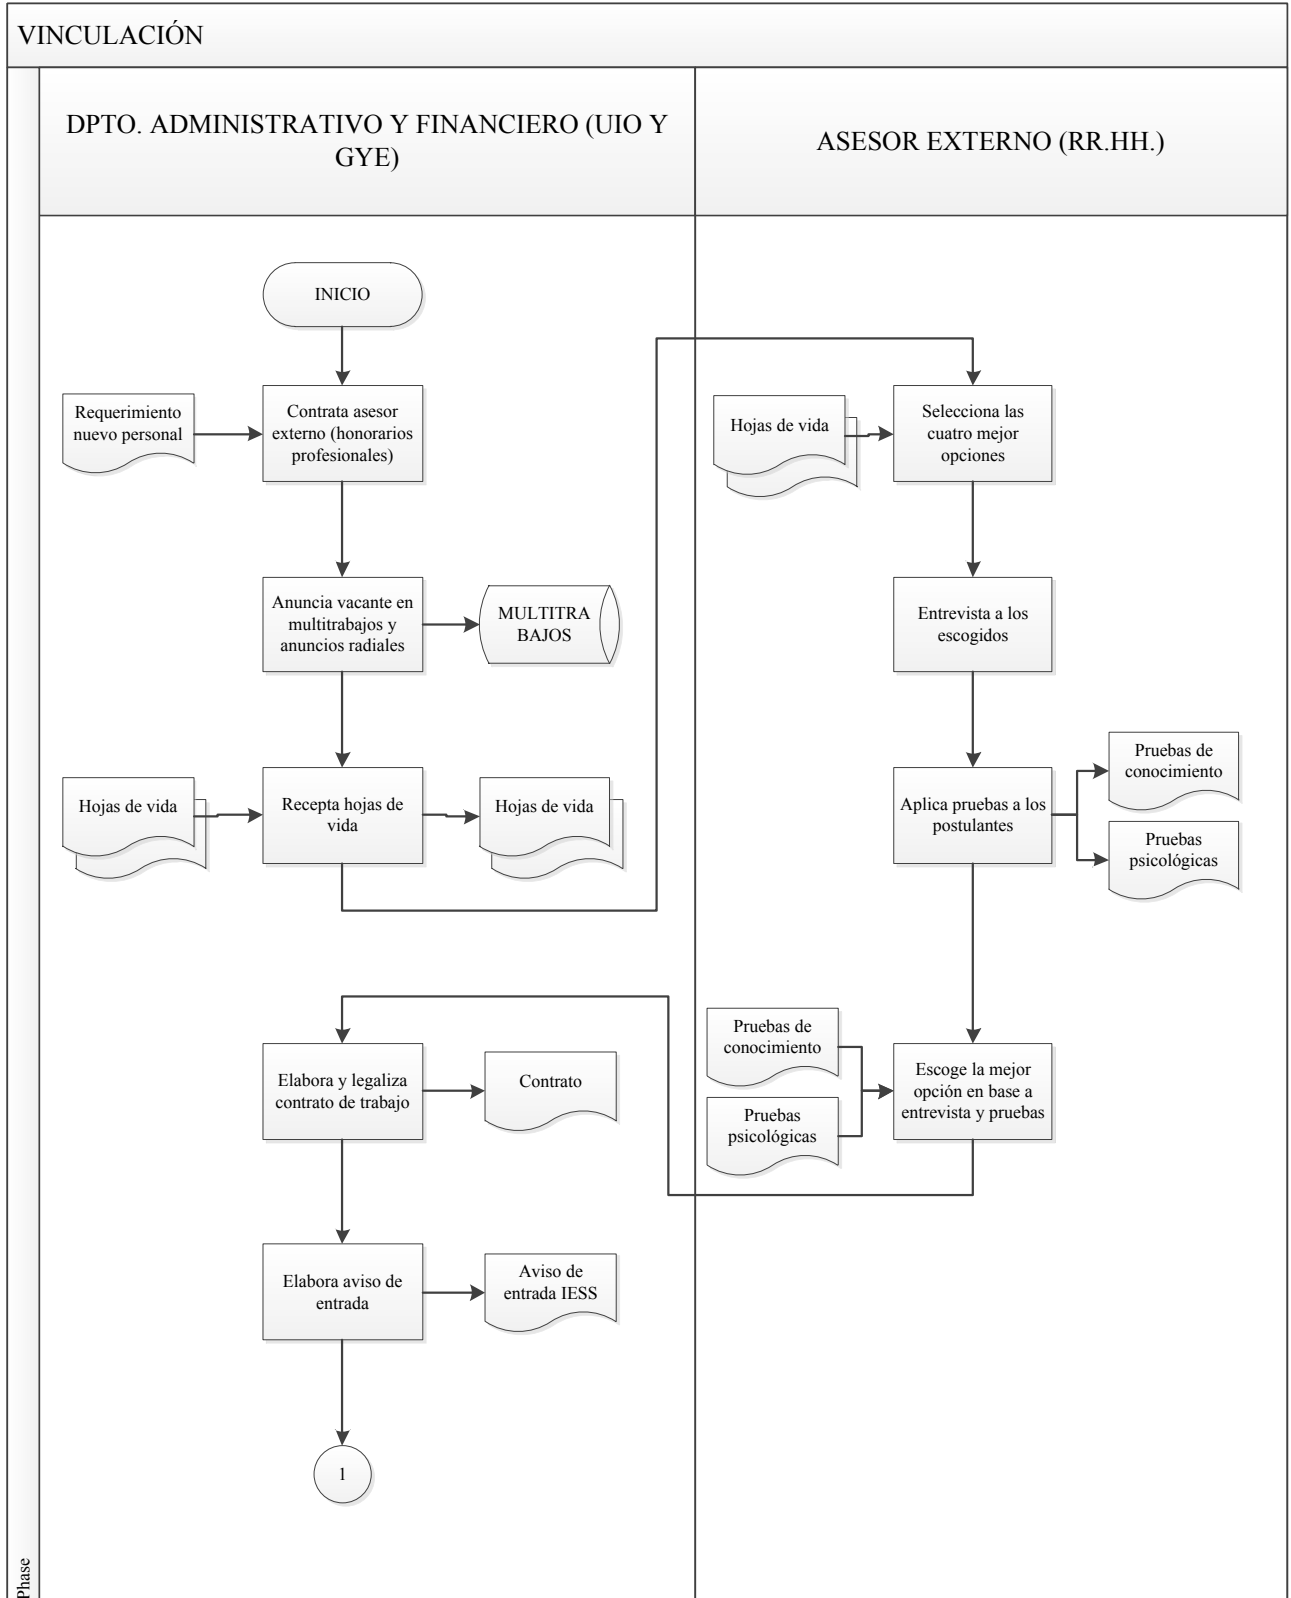 VINCULACIÓN
DPTO. ADMINISTRATIVO Y FINANCIERO (UIO Y
GYE)
ASESOR EXTERNO (RR.HH.)
INICIO
Requerimiento
nuevo personal
Contrata asesor
externo (honorarios
profesionales)
Hojas de vida
Selecciona las
cuatro mejor
opciones
Anuncia vacante en
multitrabajos y
anuncios radiales
MULTITRA
BAJOS
Entrevista a los
escogidos
Hojas de vida
Recepta hojas de
vida
Hojas de vida
Aplica pruebas a los
postulantes
Pruebas de
conocimiento
Pruebas
psicológicas
Elabora y legaliza
contrato de trabajo
Contrato
Pruebas de
conocimiento
Pruebas
psicológicas
Escoge la mejor
opción en base a
entrevista y pruebas
Elabora aviso de
entrada
Aviso de
entrada IESS
1
Phase